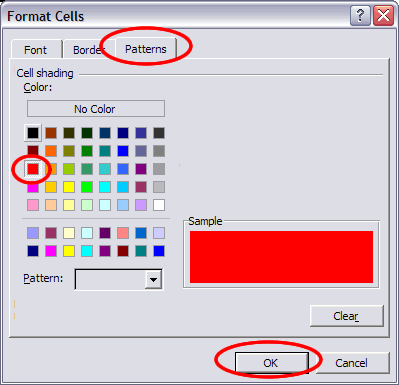 Format Cells
Font Border Patterns
Cell shading
Color:
No Color
Sample
Pattern:
Clear
OK Cancel